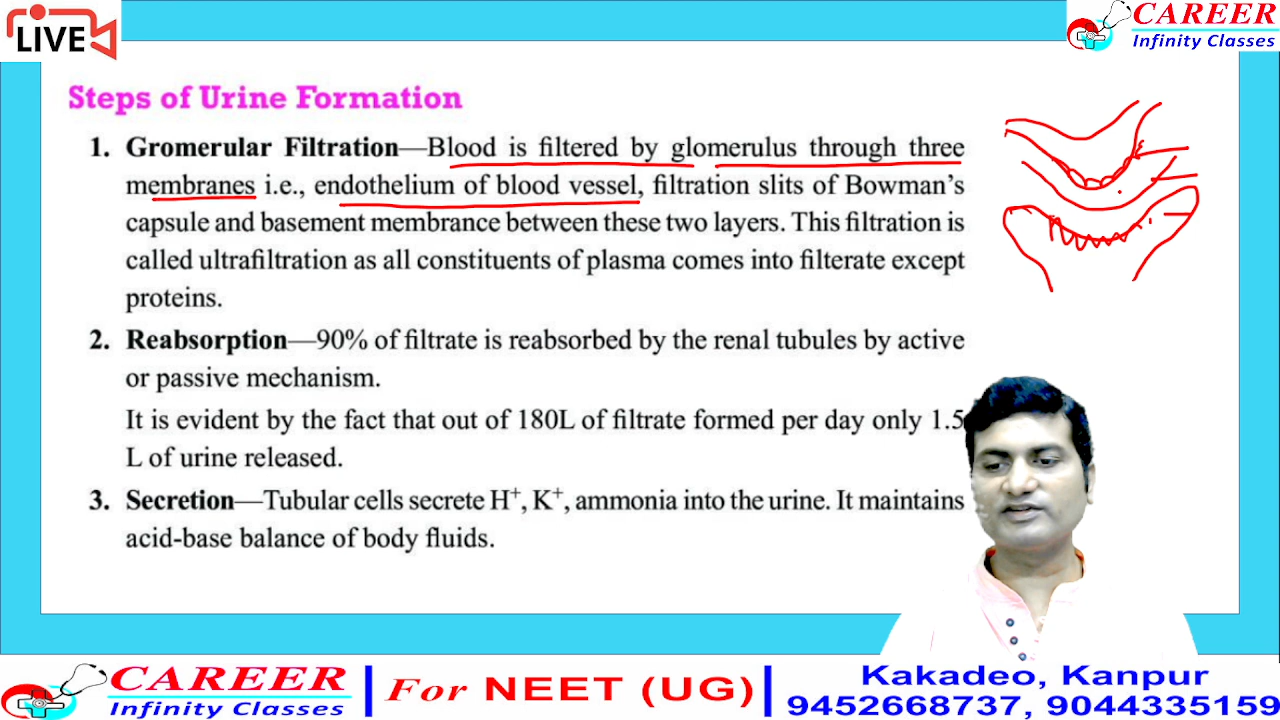 LIVE
CAREER
Infinity Classes
Steps of Urine Formation
1. Gromerular Filtration—Blood is filtered by glomerulus through three
membranes i.e., endothelium of blood vessel, filtration slits of Bowman's
capsule and basement membrance between these two layers. This filtration is
called ultrafiltration as all constituents of plasma comes into filterate except
proteins.
2. Reabsorption—90% of filtrate is reabsorbed by the renal tubules by active
or passive mechanism.
It is evident by the fact that out of 180L of filtrate formed per day only 1.5
L of urine released.
3. Secretion—Tubular cells secrete H⁺, K⁺, ammonia into the urine. It maintains
acid-base balance of body fluids.
CAREER
Infinity Classes
For NEET (UG)
Kakadeo, Kanpur
9452668737, 9044335159